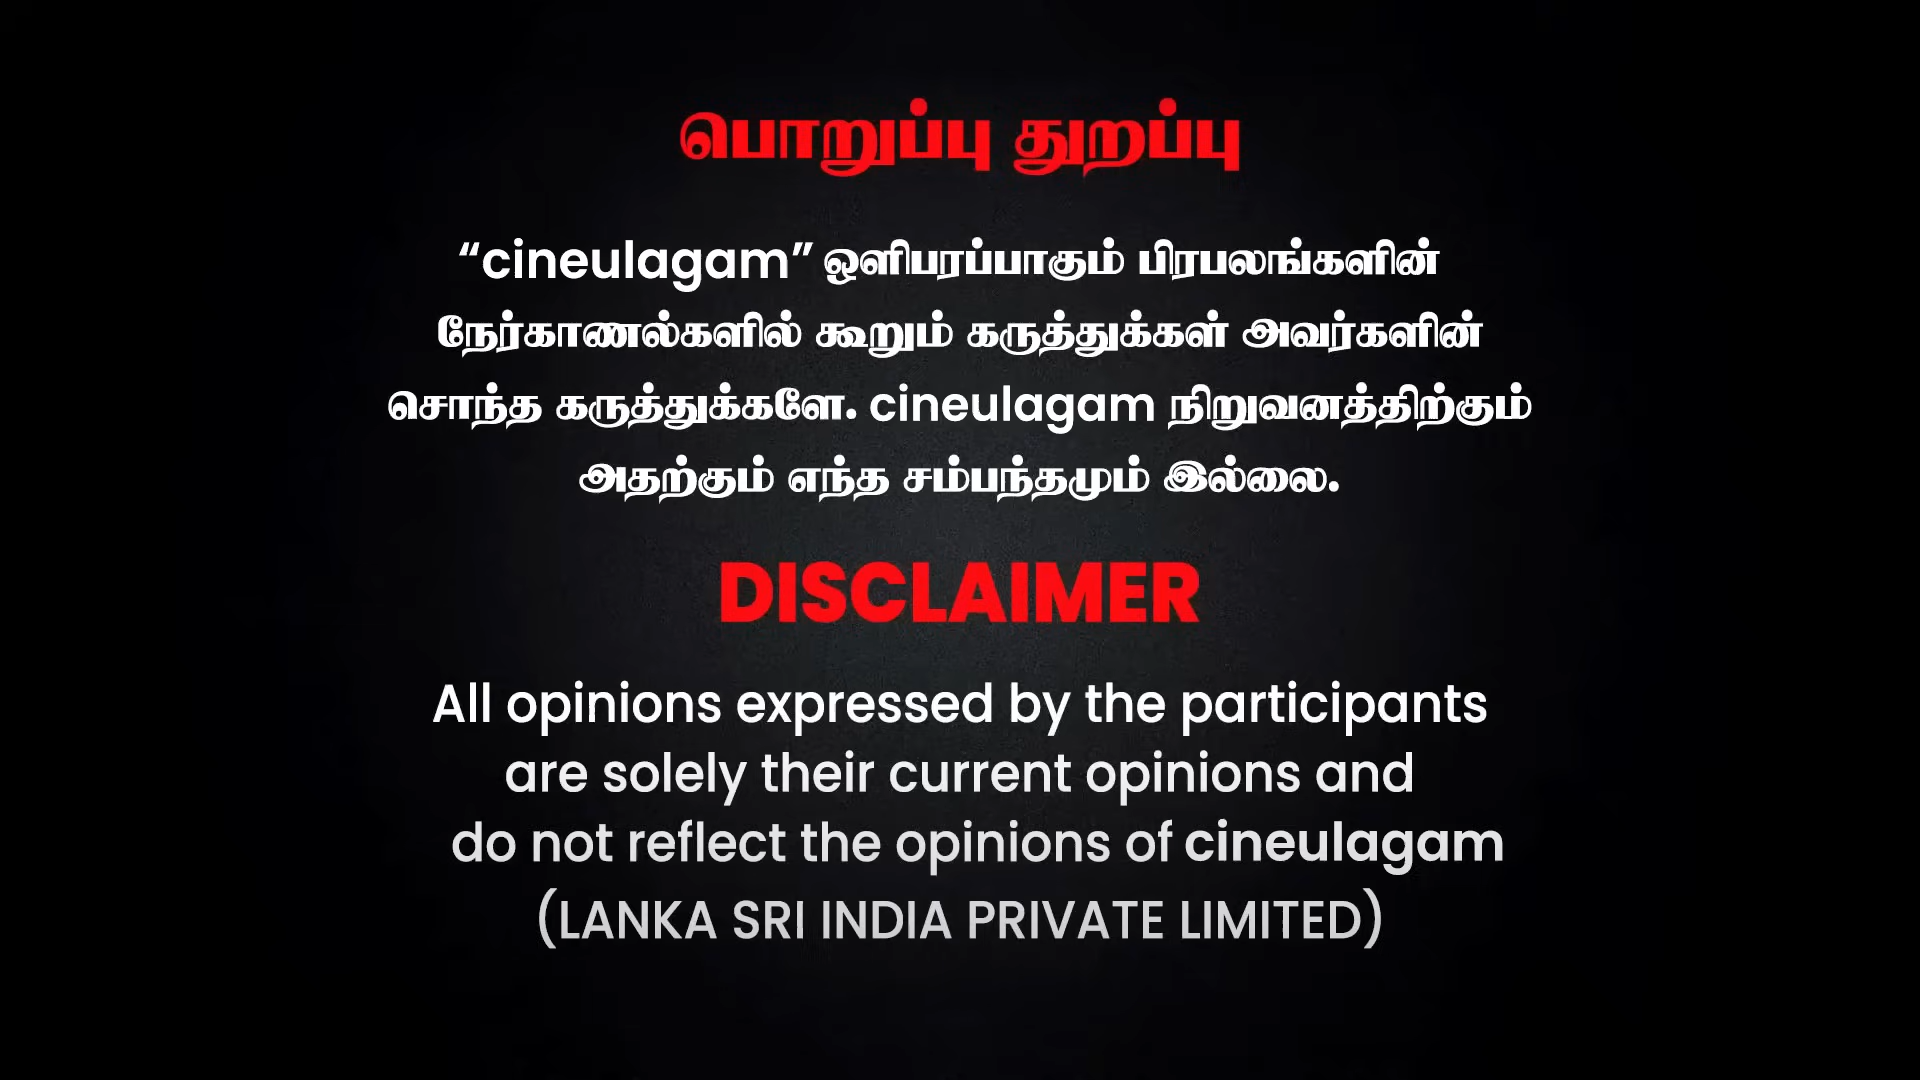 பொறுப்பு துறப்பு
“cineulagam” ஒளிபரப்பாகும் பிரபலங்களின்
நேர்காணல்களில் கூறும் கருத்துக்கள் அவர்களின்
சொந்த கருத்துக்களே. cineulagam நிறுவனத்திற்கும்
அதற்கும் எந்த சம்பந்தமும் இல்லை.
DISCLAIMER
All opinions expressed by the participants
are solely their current opinions and
do not reflect the opinions of cineulagam
(LANKA SRI INDIA PRIVATE LIMITED)